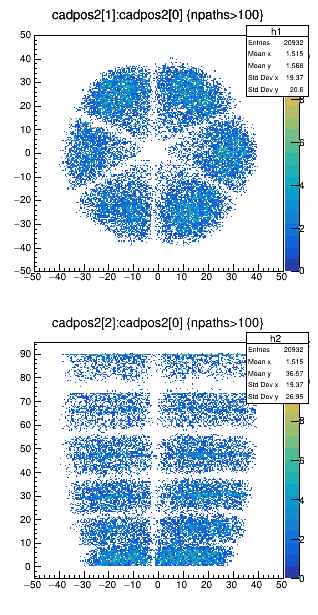 cadpos2[1]:cadpos2[0] {npaths>100}
h1
Entries 20932
Mean x 1.515
Mean y 1.568
Std Dev x 19.37
Std Dev y 20.6
50
40
30
20
10
0
−10
−20
−30
−40
−50
−50 −40 −30 −20 −10 0 10 20 30 40 50
8
6
4
2
0
cadpos2[2]:cadpos2[0] {npaths>100}
h2
Entries 20932
Mean x 1.515
Mean y 36.57
Std Dev x 19.37
Std Dev y 26.95
90
80
70
60
50
40
30
20
10
0
−50 −40 −30 −20 −10 0 10 20 30 40 50
8
6
4
2
0